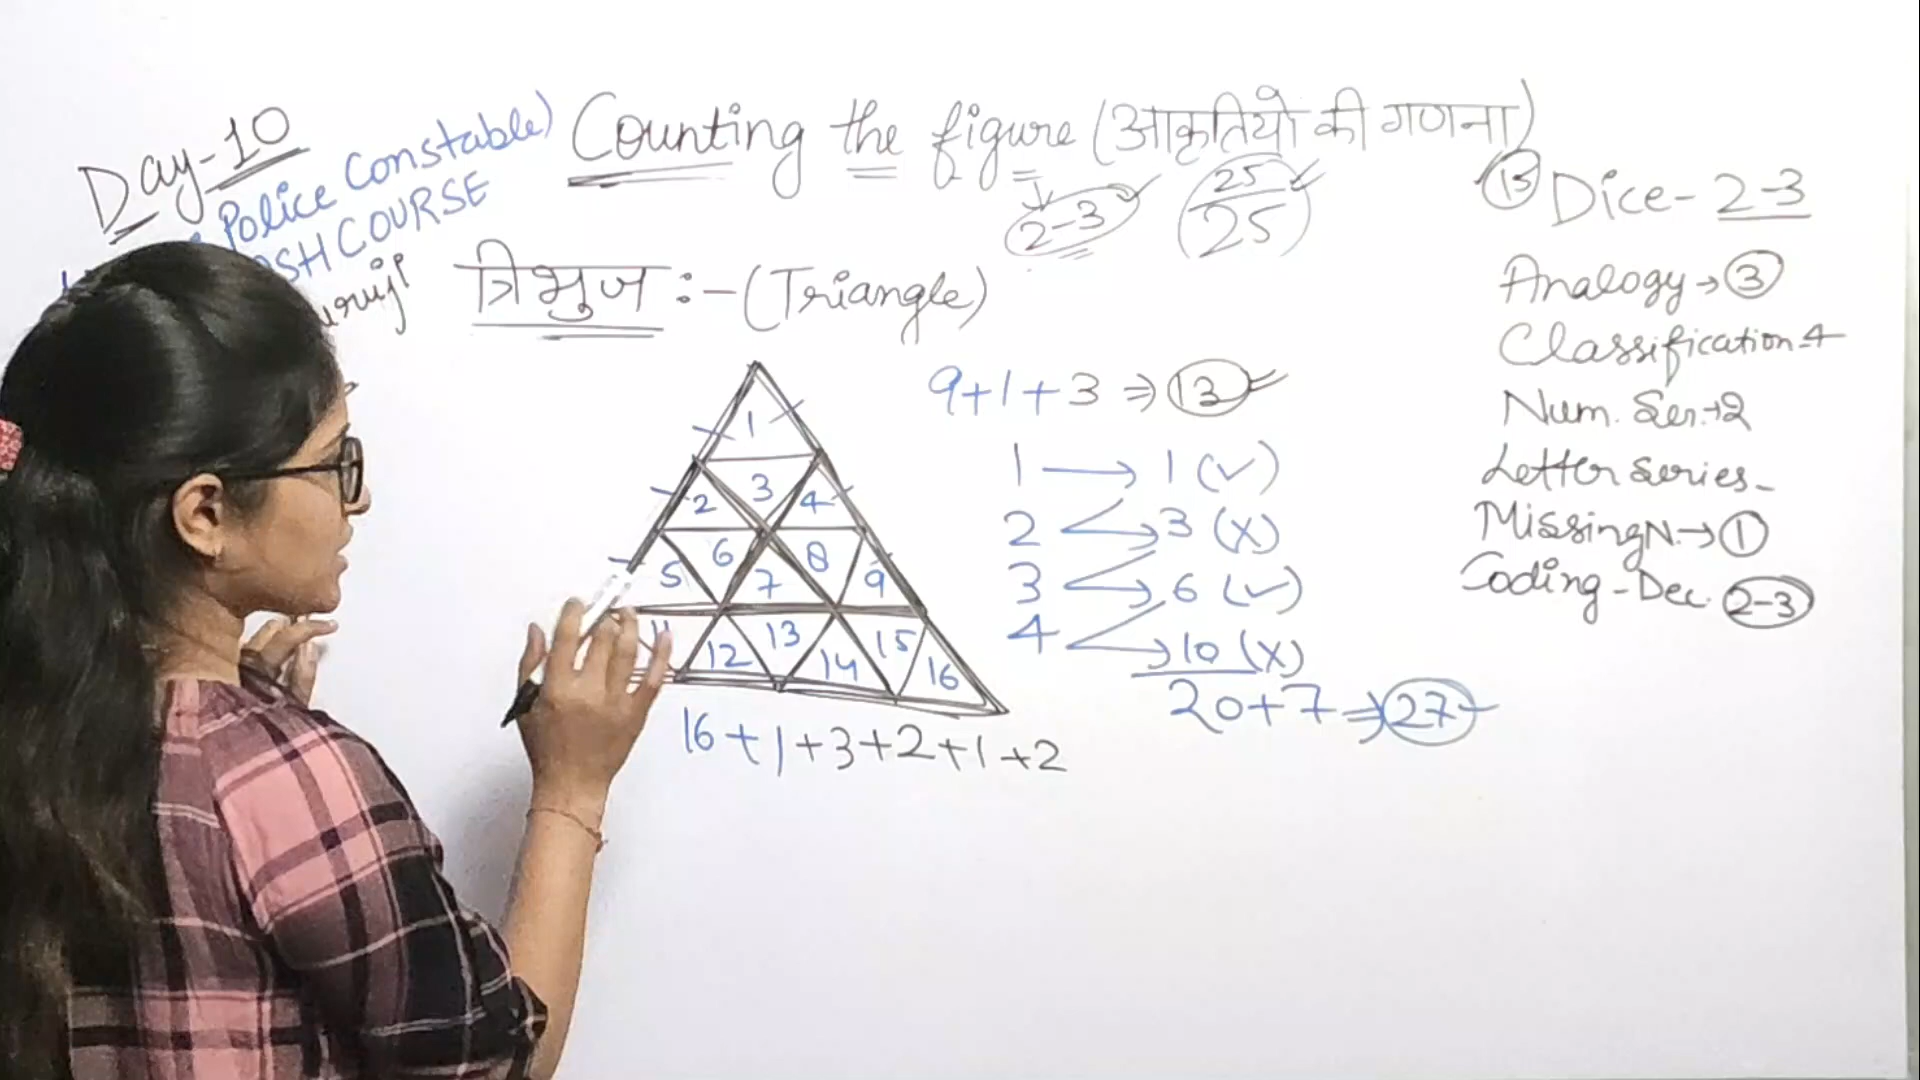 Day-10
Police Constable)
Counting the figure (आकृतियो की गणना)
2-3
25
25
त्रिभुज :- (Triangle)
1
2 3 4
5 6 7 8 9
11 12 13 14 15 16
16+1+3+2+1+2
9+1+3 ⇒ 13
1 → 1 (✓)
2 → 3 (X)
3 → 6 (✓)
4 → 10 (X)
20+7 ⇒ 27
15 Dice- 2-3
Analogy → 3
Classification-4
Num. Ser.→2
Letter Series-
Missing N.→ 1
Coding-Dec. 2-3